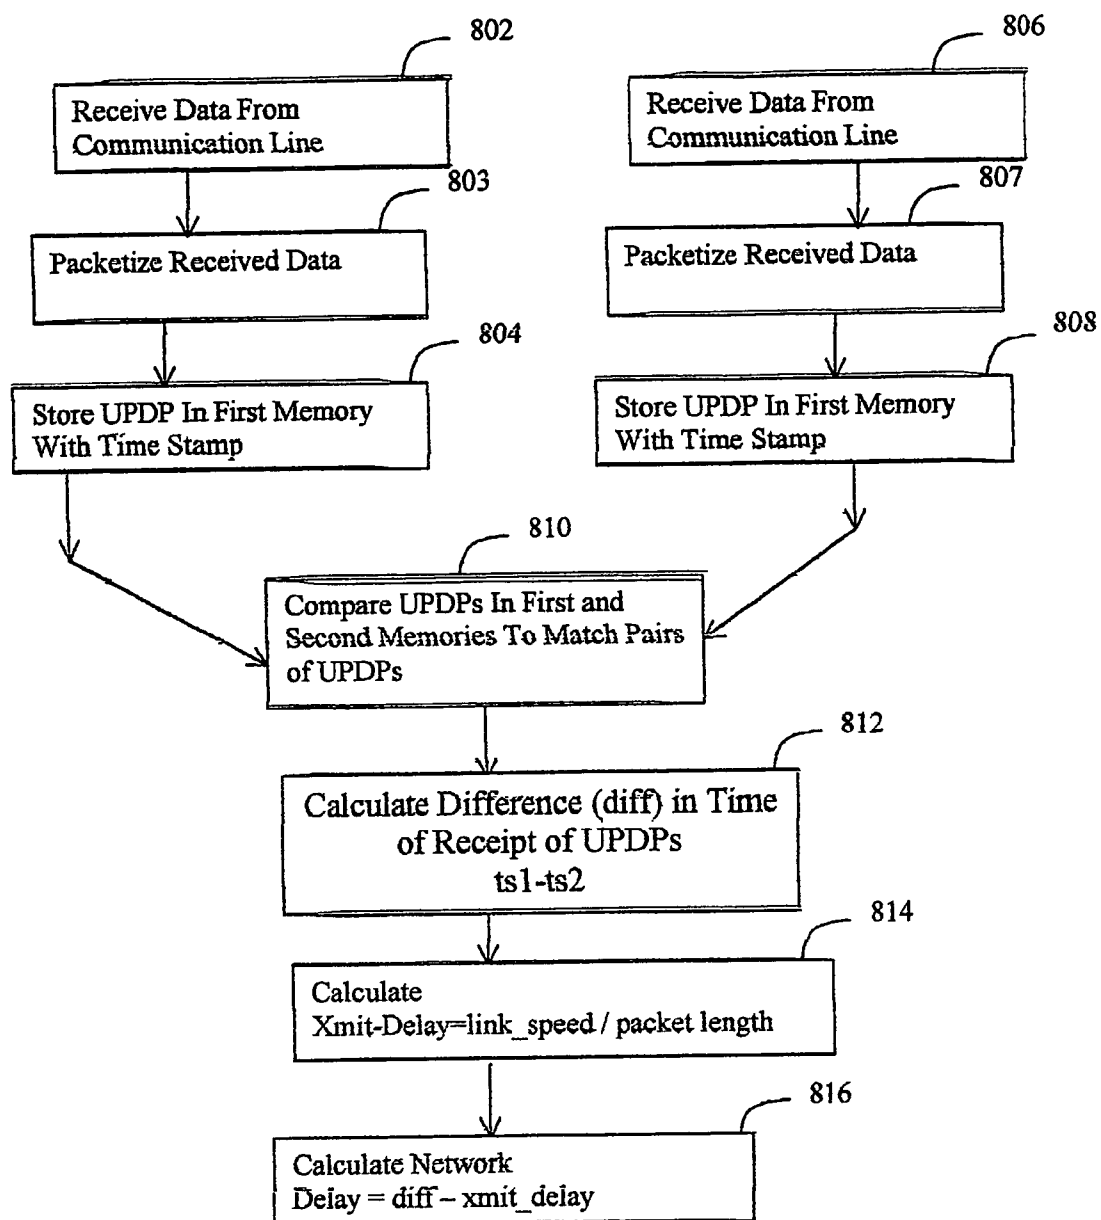 802
Receive Data From
Communication Line
803
Packetize Received Data
804
Store UPDP In First Memory
With Time Stamp
806
Receive Data From
Communication Line
807
Packetize Received Data
808
Store UPDP In First Memory
With Time Stamp
810
Compare UPDPs In First and
Second Memories To Match Pairs
of UPDPs
812
Calculate Difference (diff) in Time
of Receipt of UPDPs
ts1-ts2
814
Calculate
Xmit-Delay=link_speed / packet length
816
Calculate Network
Delay = diff – xmit_delay